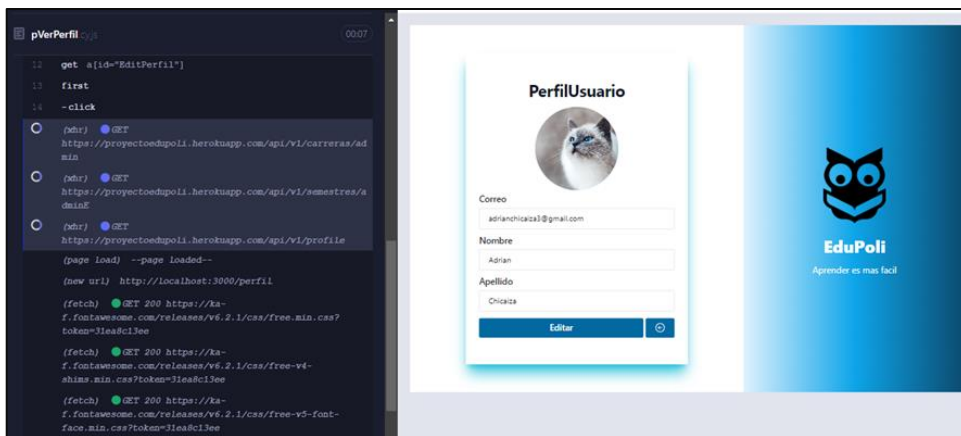 pVerPerfil.cy.js 00:07
12 get a[id="EditPerfil"]
13 first
14 -click
(xhr) GET
https://proyectoedupoli.herokuapp.com/api/v1/carreras/ad
min
(xhr) GET
https://proyectoedupoli.herokuapp.com/api/v1/semestres/a
dminE
(xhr) GET
https://proyectoedupoli.herokuapp.com/api/v1/profile
(page load) --page loaded--
(new url) http://localhost:3000/perfil
(fetch) GET 200 https://ka-
f.fontawesome.com/releases/v6.2.1/css/free.min.css?
token=31ea8c13ee
(fetch) GET 200 https://ka-
f.fontawesome.com/releases/v6.2.1/css/free-v4-
shims.min.css?token=31ea8c13ee
(fetch) GET 200 https://ka-
f.fontawesome.com/releases/v6.2.1/css/free-v5-font-
face.min.css?token=31ea8c13ee
PerfilUsuario
Correo
adrianchicaiza3@gmail.com
Nombre
Adrian
Apellido
Chicaiza
Editar
EduPoli
Aprender es mas facil